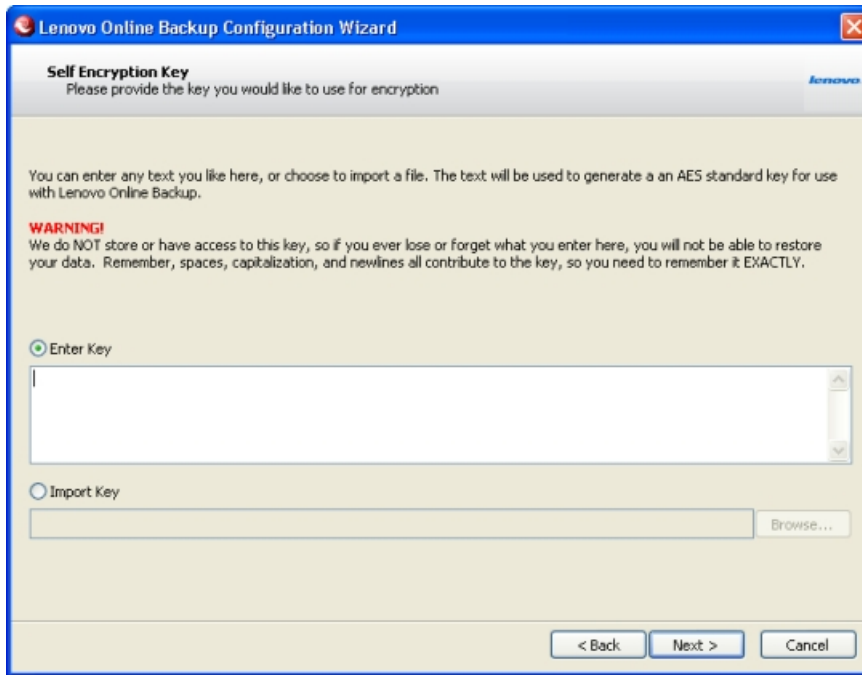 Lenovo Online Backup Configuration Wizard
Self Encryption Key
Please provide the key you would like to use for encryption
lenovo
You can enter any text you like here, or choose to import a file. The text will be used to generate a an AES standard key for use
with Lenovo Online Backup.
WARNING!
We do NOT store or have access to this key, so if you ever lose or forget what you enter here, you will not be able to restore
your data. Remember, spaces, capitalization, and newlines all contribute to the key, so you need to remember it EXACTLY.
Enter Key
Import Key
Browse...
< Back Next > Cancel